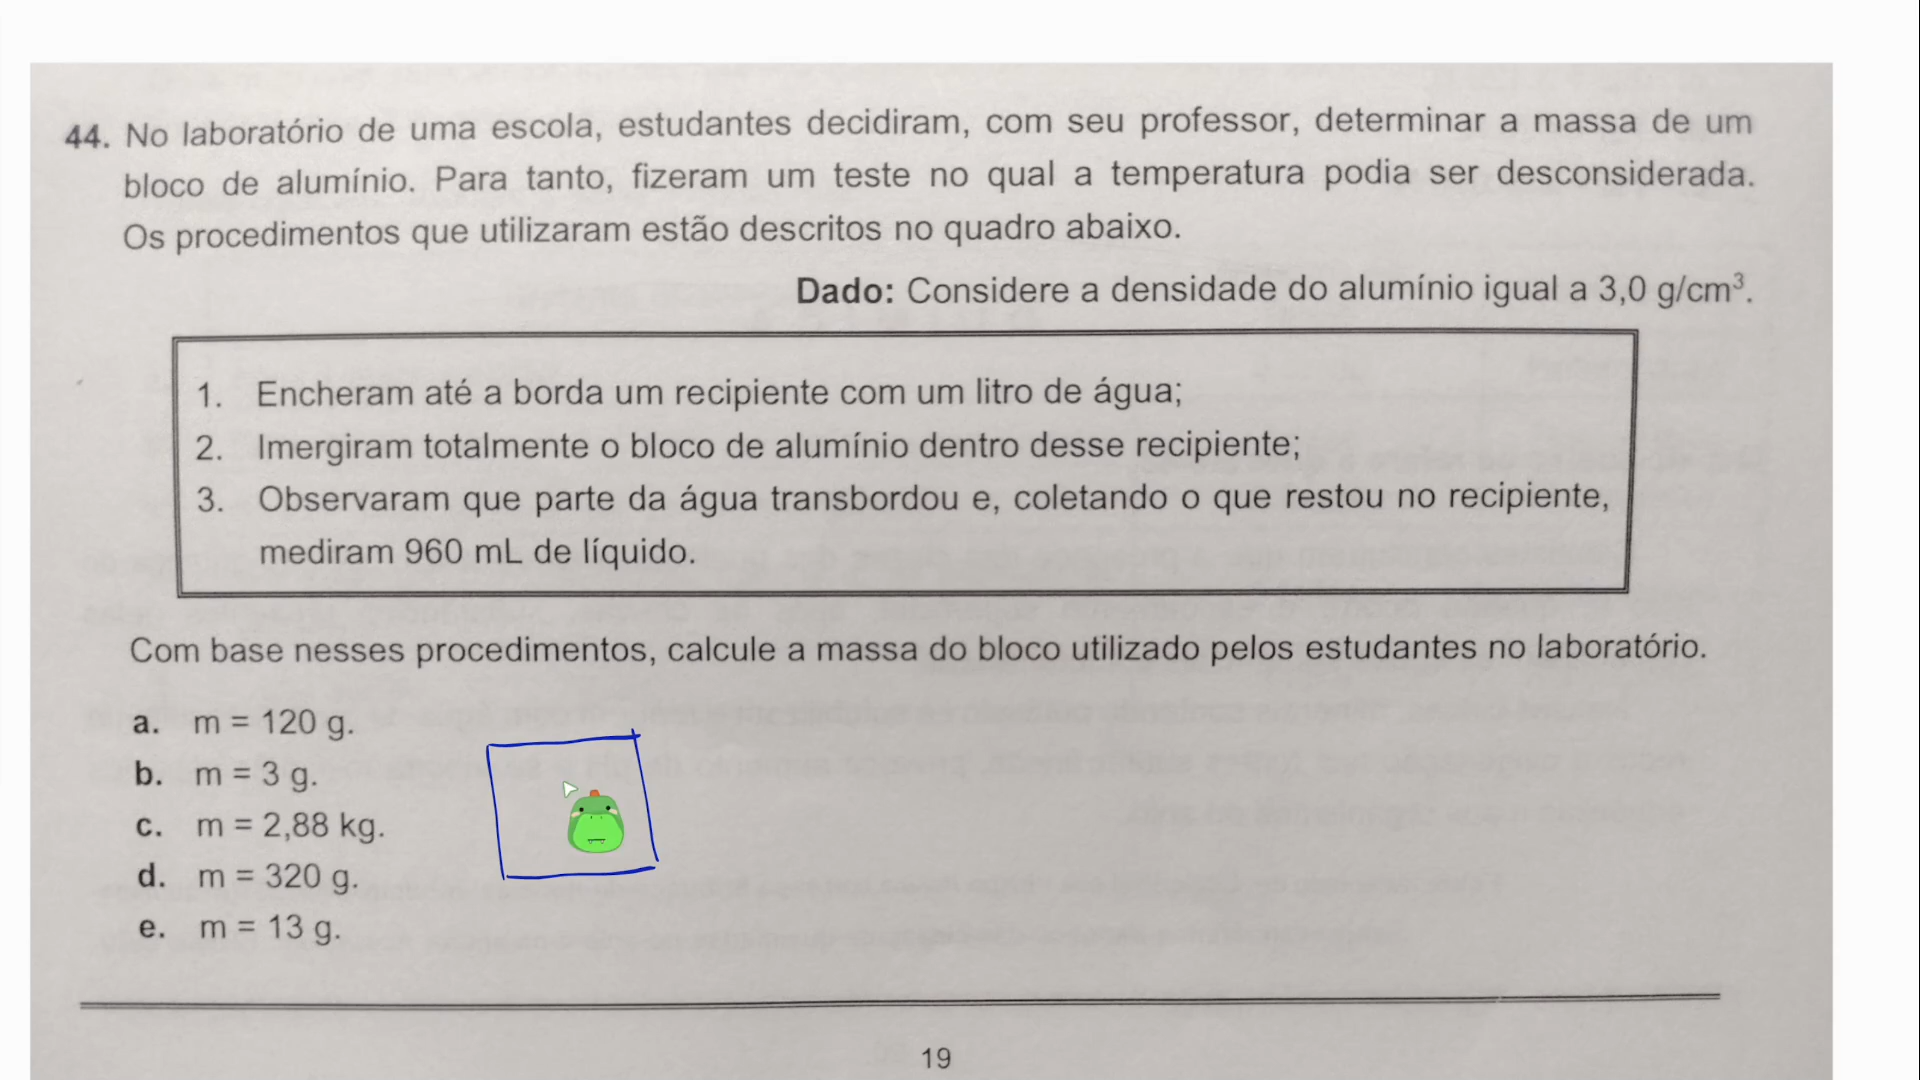 44. No laboratório de uma escola, estudantes decidiram, com seu professor, determinar a massa de um
bloco de alumínio. Para tanto, fizeram um teste no qual a temperatura podia ser desconsiderada.
Os procedimentos que utilizaram estão descritos no quadro abaixo.
Dado: Considere a densidade do alumínio igual a 3,0 g/cm³.
1. Encheram até a borda um recipiente com um litro de água;
2. Imergiram totalmente o bloco de alumínio dentro desse recipiente;
3. Observaram que parte da água transbordou e, coletando o que restou no recipiente,
mediram 960 mL de líquido.
Com base nesses procedimentos, calcule a massa do bloco utilizado pelos estudantes no laboratório.
a. m = 120 g.
b. m = 3 g.
c. m = 2,88 kg.
d. m = 320 g.
e. m = 13 g.
19